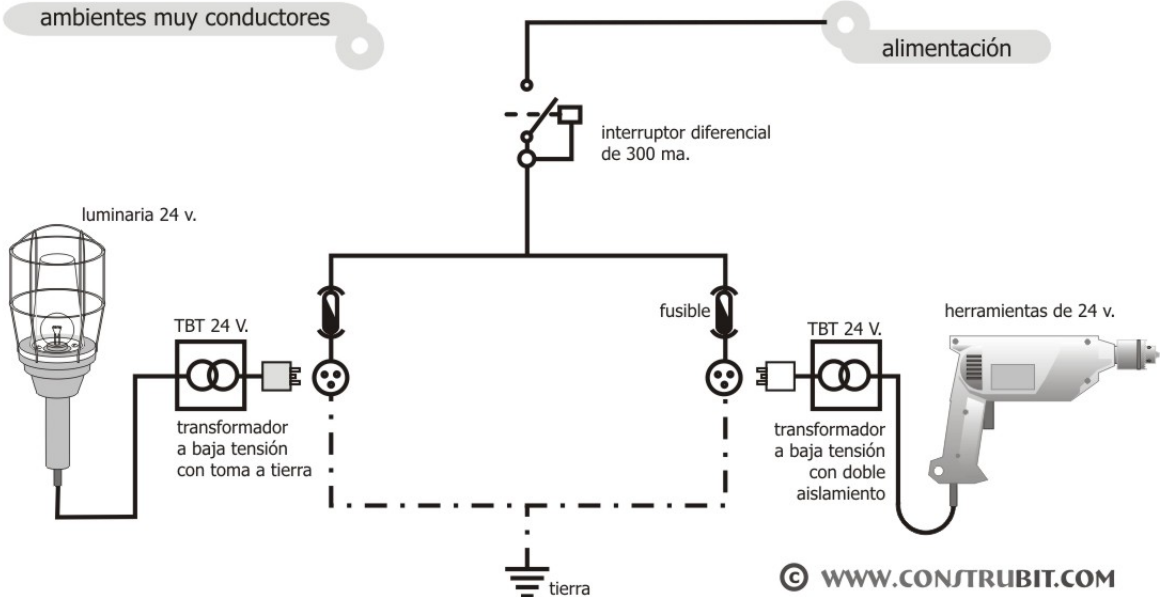 ambientes muy conductores
alimentación
interruptor diferencial
de 300 ma.
luminaria 24 v.
fusible
herramientas de 24 v.
TBT 24 V.
TBT 24 V.
transformador
a baja tensión
con toma a tierra
transformador
a baja tensión
con doble
aislamiento
tierra
© WWW.CONSTRUBIT.COM